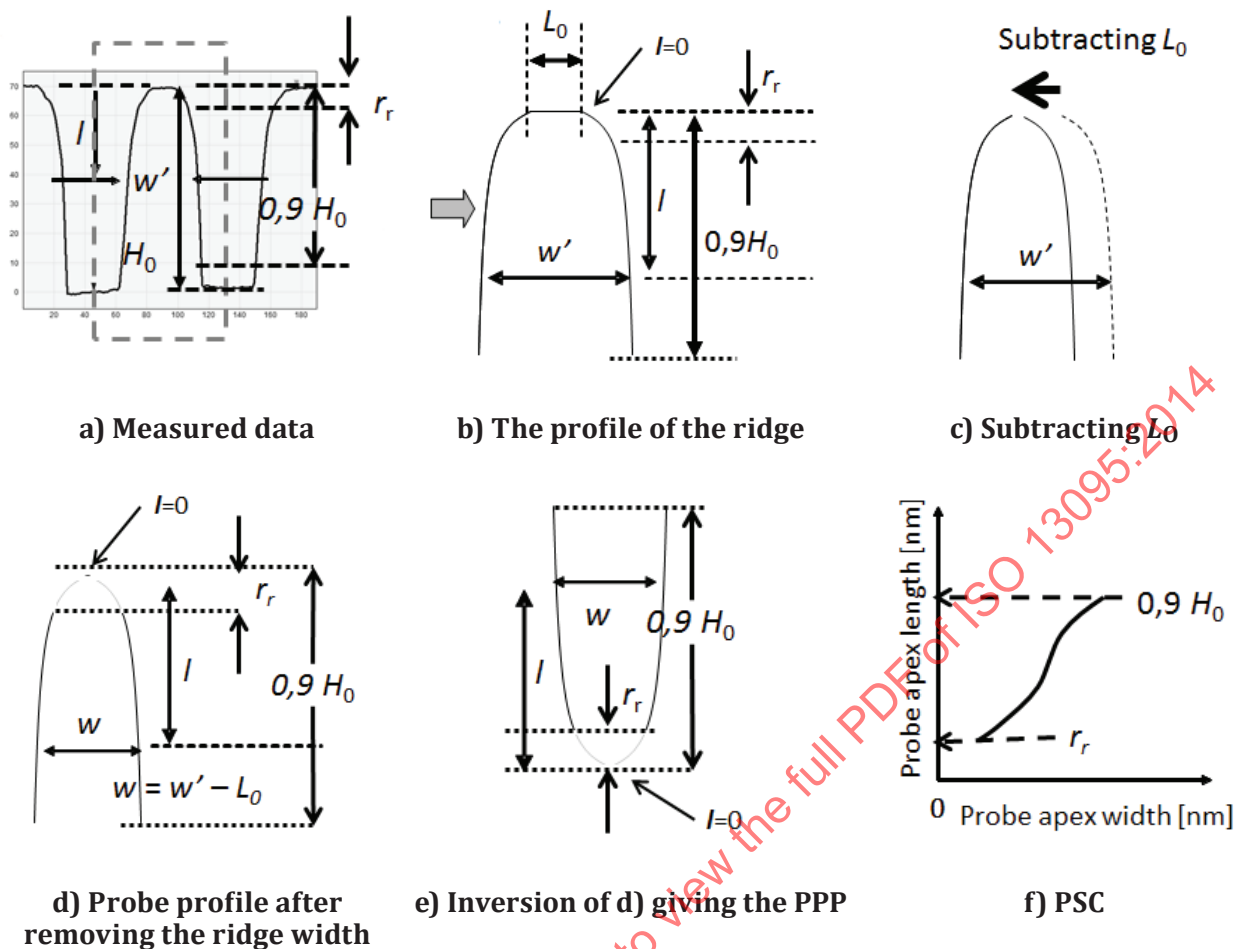 70
60
50
40
30
20
10
0
20
40
60
80
100
120
140
160
180
l
w'
H₀
0,9 H₀
rᵣ
a) Measured data
L₀
l=0
rᵣ
l
w'
0,9H₀
b) The profile of the ridge
Subtracting L₀
w'
c) Subtracting L₀
l=0
rᵣ
l
0,9 H₀
w
w = w' – L₀
d) Probe profile after
removing the ridge width
w
0,9 H₀
l
rᵣ
l=0
e) Inversion of d) giving the PPP
Probe apex length [nm]
0,9 H₀
rᵣ
0
Probe apex width [nm]
f) PSC
to view the full PDF of ISO 13095:2014